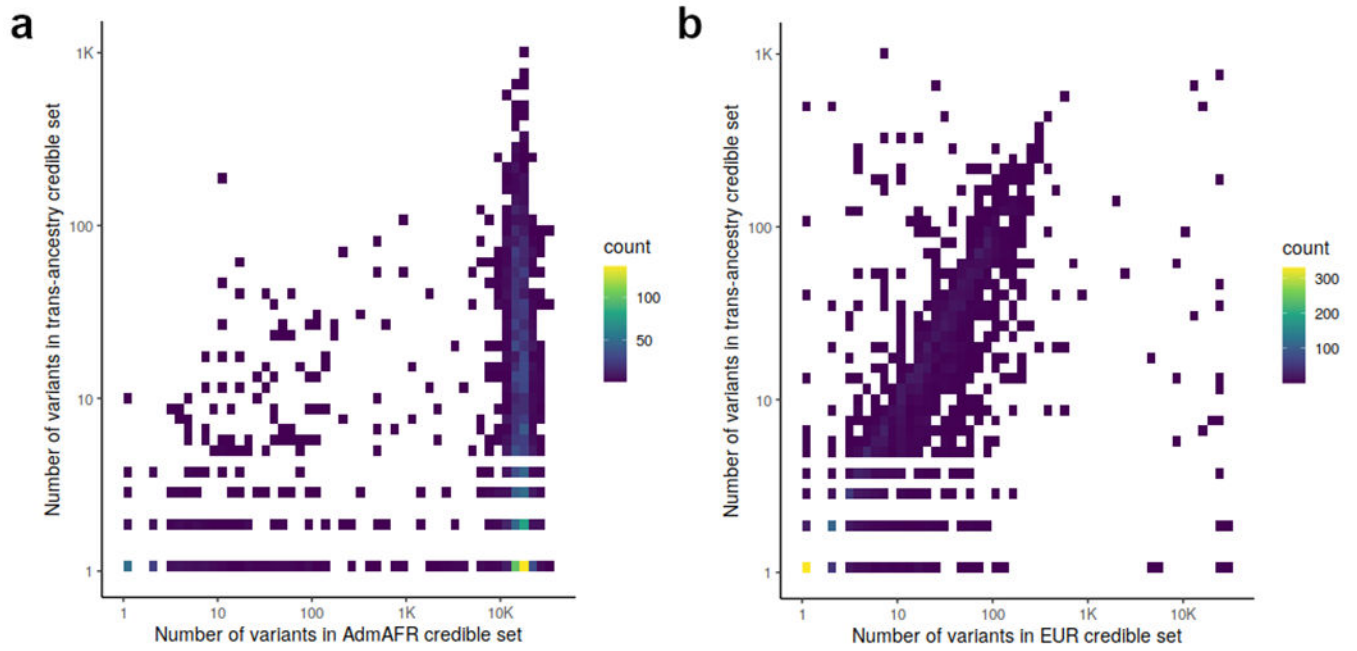 a
Number of variants in trans-ancestry credible set
1K
100
10
1
1
10
100
1K
10K
Number of variants in AdmAFR credible set
count
100
50
b
Number of variants in trans-ancestry credible set
1K
100
10
1
1
10
100
1K
10K
Number of variants in EUR credible set
count
300
200
100